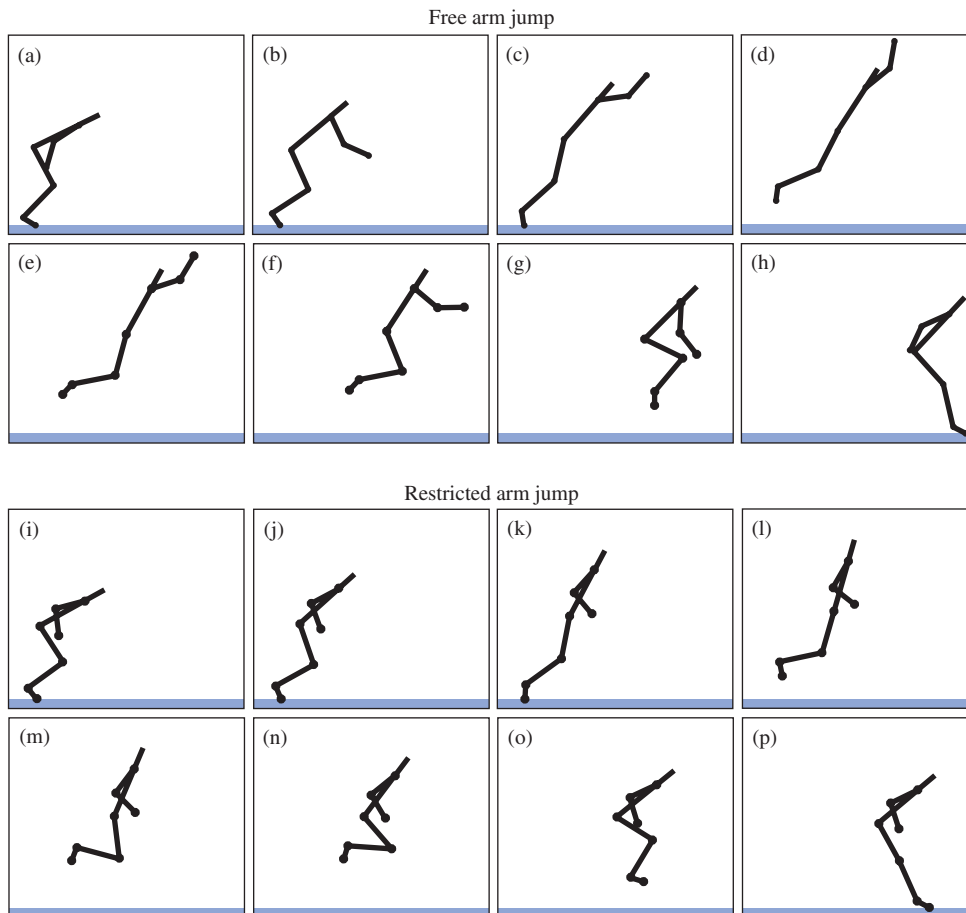 Free arm jump
(a) (b) (c) (d)
(e) (f) (g) (h)
Restricted arm jump
(i) (j) (k) (l)
(m) (n) (o) (p)